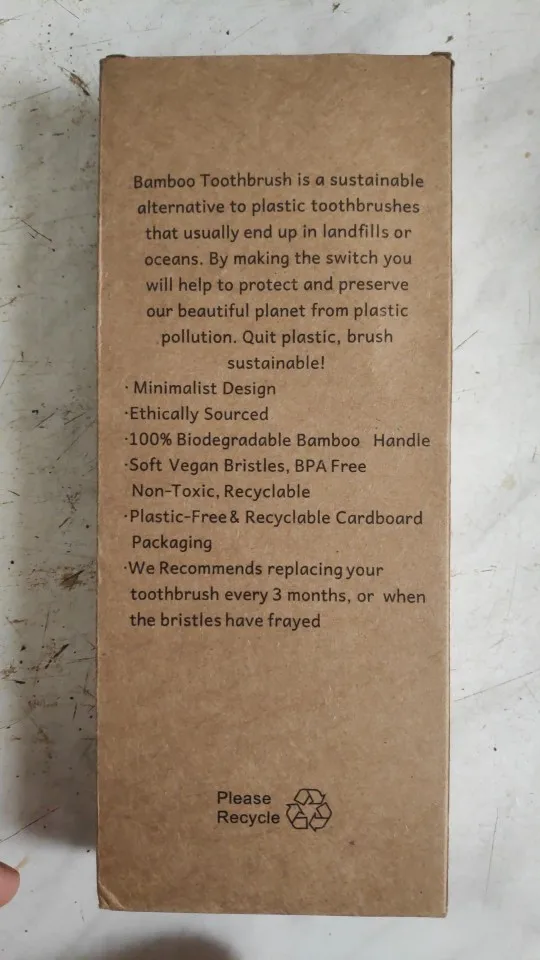 Bamboo Toothbrush is a sustainable
alternative to plastic toothbrushes
that usually end up in landfills or
oceans. By making the switch you
will help to protect and preserve
our beautiful planet from plastic
pollution. Quit plastic, brush
sustainable!
·Minimalist Design
·Ethically Sourced
·100% Biodegradable Bamboo Handle
·Soft Vegan Bristles, BPA Free
Non-Toxic, Recyclable
·Plastic-Free& Recyclable Cardboard
Packaging
·We Recommends replacing your
toothbrush every 3 months, or when
the bristles have frayed
Please
Recycle